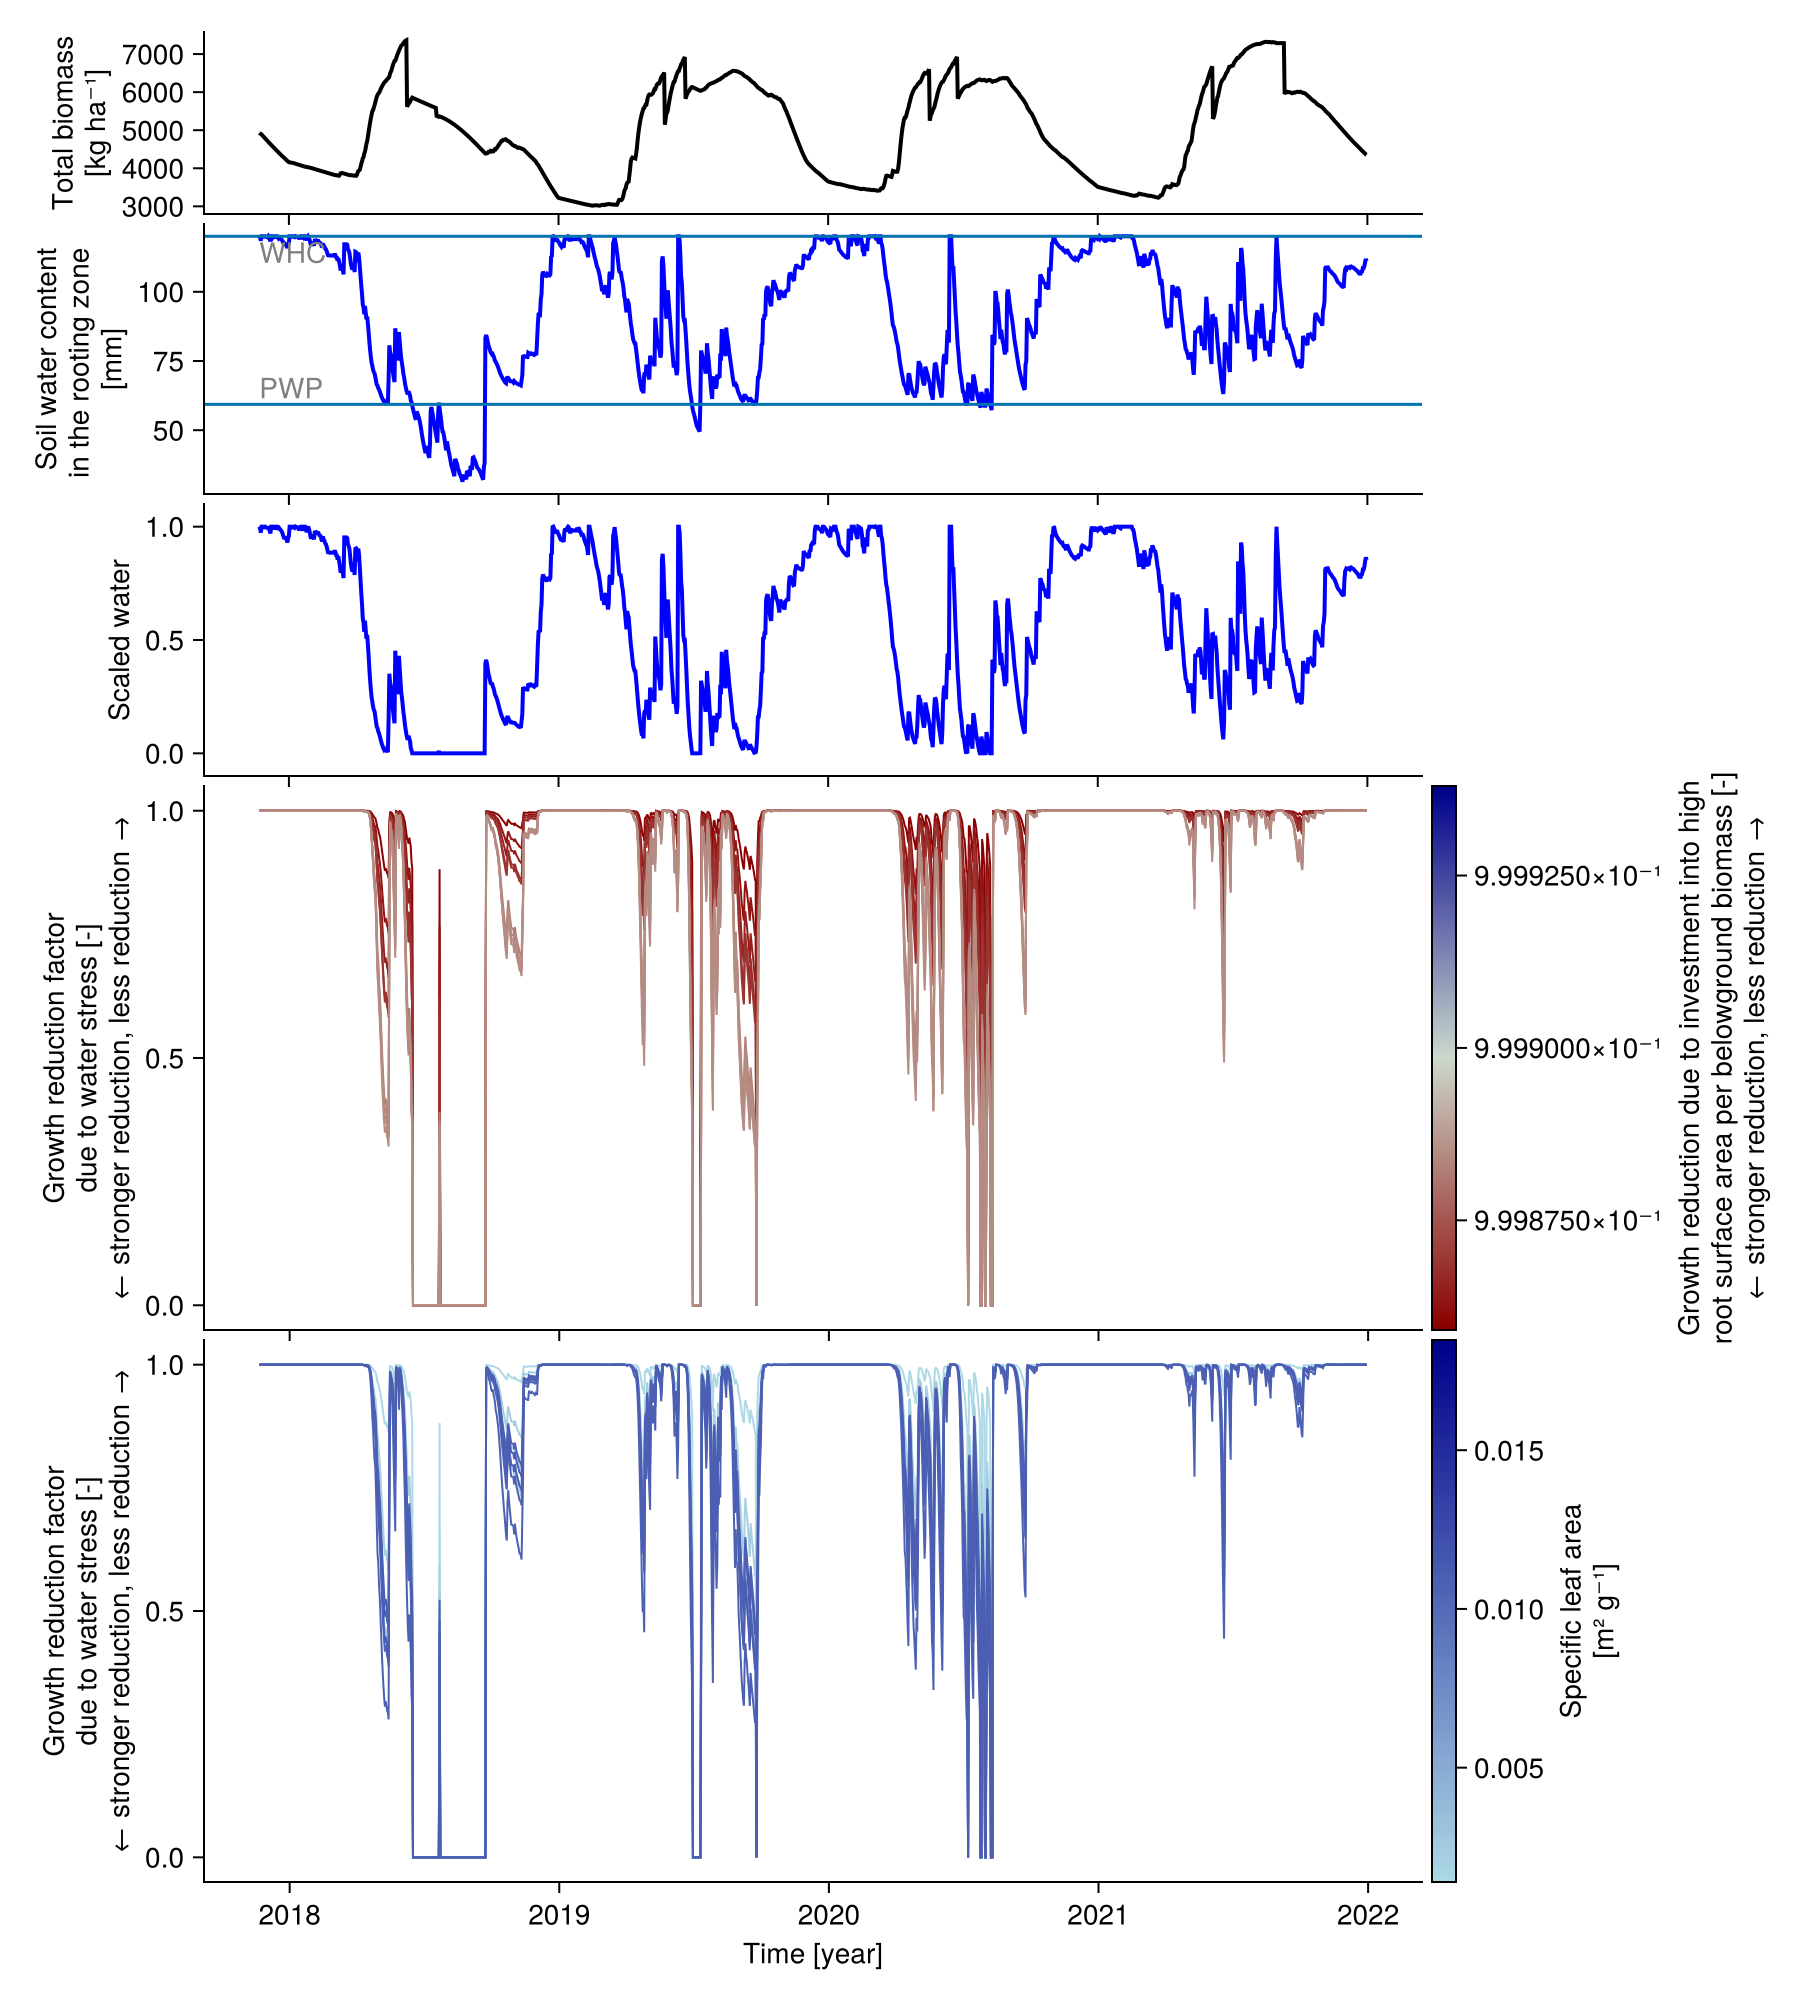 Total biomass
[kg ha⁻¹]
7000
6000
5000
4000
3000
Soil water content
in the rooting zone
[mm]
100
75
50
WHC
PWP
Scaled water
1.0
0.5
0.0
Growth reduction factor
due to water stress [-]
← stronger reduction, less reduction →
1.0
0.5
0.0
9.999250×10⁻¹
9.999000×10⁻¹
9.998750×10⁻¹
Growth reduction due to investment into high
root surface area per belowground biomass [-]
← stronger reduction, less reduction →
Growth reduction factor
due to water stress [-]
← stronger reduction, less reduction →
1.0
0.5
0.0
0.015
0.010
0.005
Specific leaf area
[m² g⁻¹]
2018
2019
2020
2021
2022
Time [year]